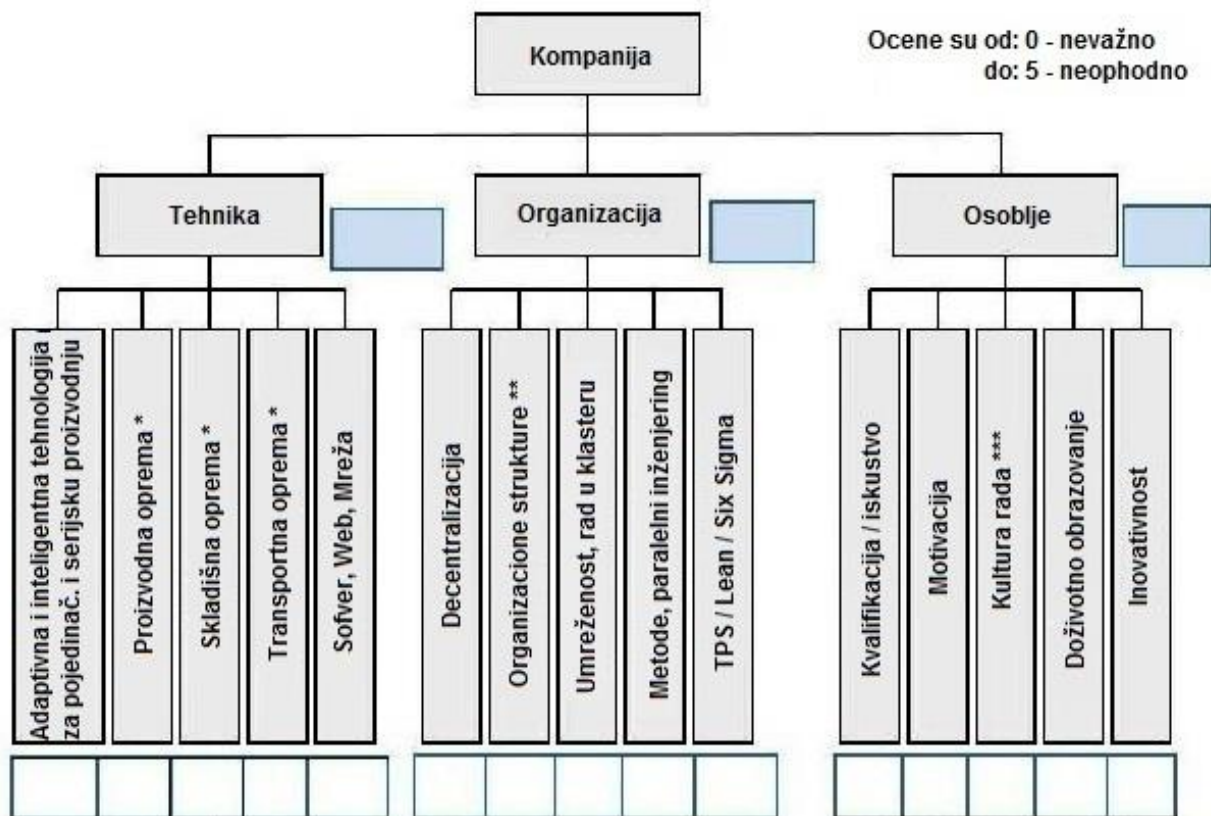 Kompanija
Ocene su od: 0 - nevažno
do: 5 - neophodno
Tehnika
Organizacija
Osoblje
Adaptivna i inteligentna tehnologija
za pojedinač. i serijsku proizvodnju
Proizvodna oprema *
Skladišna oprema *
Transportna oprema *
Sofver, Web, Mreža
Decentralizacija
Organizacione strukture **
Umreženost, rad u klasteru
Metode, paralelni inženjering
TPS / Lean / Six Sigma
Kvalifikacija / iskustvo
Motivacija
Kultura rada ***
Doživotno obrazovanje
Inovativnost